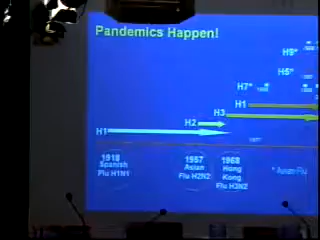 Pandemics Happen!
H9*
H5*
H7*
H1
H3
H2
H1
1918
Spanish
Flu H1N1
1957
Asian
Flu H2N2
1968
Hong
Kong
Flu H3N2
* Avian Flu